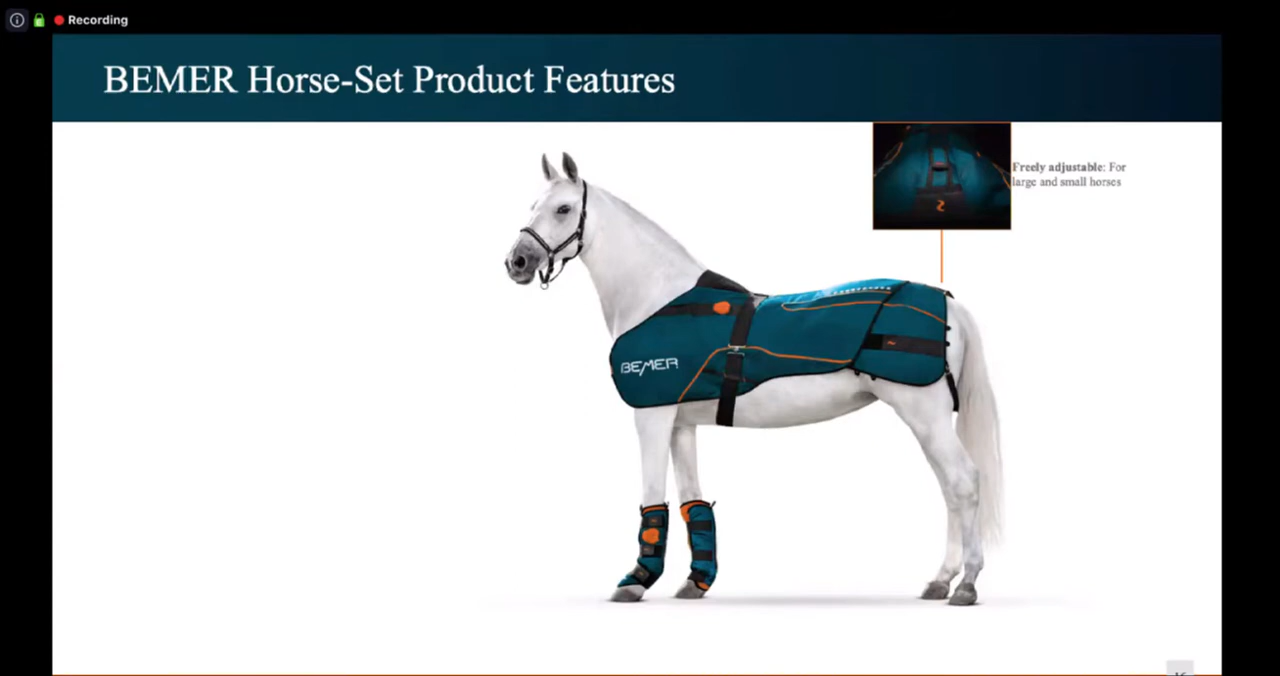 Recording
BEMER Horse-Set Product Features
Freely adjustable: For
large and small horses
BEMER